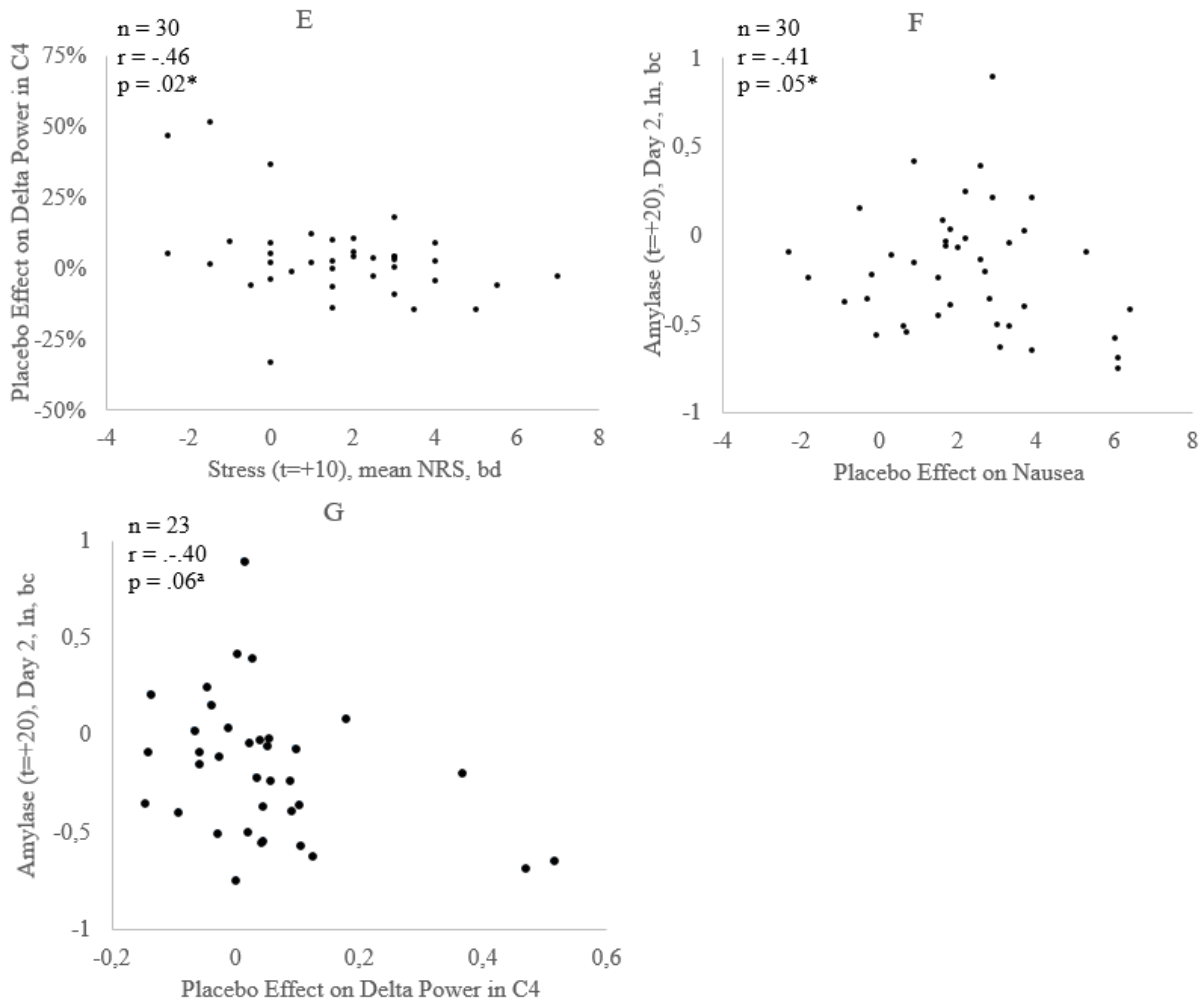 E
n = 30
r = -.46
p = .02*
Placebo Effect on Delta Power in C4
75%
50%
25%
0%
-25%
-50%
-4 -2 0 2 4 6 8
Stress (t=+10), mean NRS, bd
F
n = 30
r = -.41
p = .05*
Amylase (t=+20), Day 2, ln, bc
1
0,5
0
-0,5
-1
-4 -2 0 2 4 6 8
Placebo Effect on Nausea
G
n = 23
r = .-.40
p = .06ª
Amylase (t=+20), Day 2, ln, bc
1
0,5
0
-0,5
-1
-0,2 0 0,2 0,4 0,6
Placebo Effect on Delta Power in C4